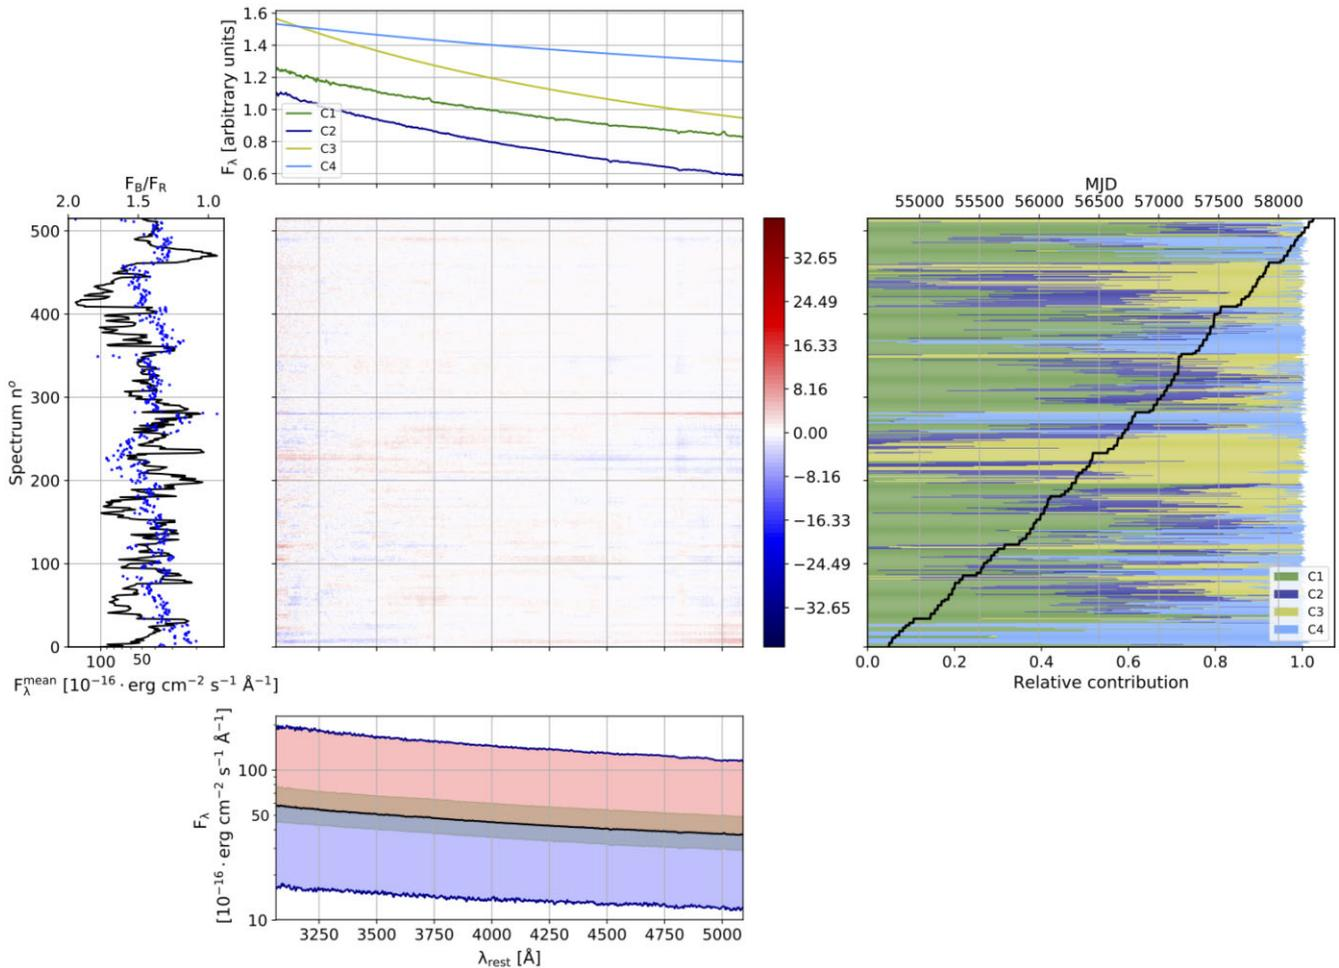 1.6
1.4
1.2
1.0
0.8
0.6
F_λ [arbitrary units]
C1
C2
C3
C4
F_B/F_R
2.0 1.5 1.0
500
400
300
200
100
0
Spectrum n^o
100 50
F_λ^mean [10^−16 · erg cm^−2 s^−1 Å^−1]
32.65
24.49
16.33
8.16
0.00
−8.16
−16.33
−24.49
−32.65
MJD
55000 55500 56000 56500 57000 57500 58000
C1
C2
C3
C4
0.0 0.2 0.4 0.6 0.8 1.0
Relative contribution
F_λ
[10^−16 · erg cm^−2 s^−1 Å^−1]
100
50
10
3250 3500 3750 4000 4250 4500 4750 5000
λ_rest [Å]